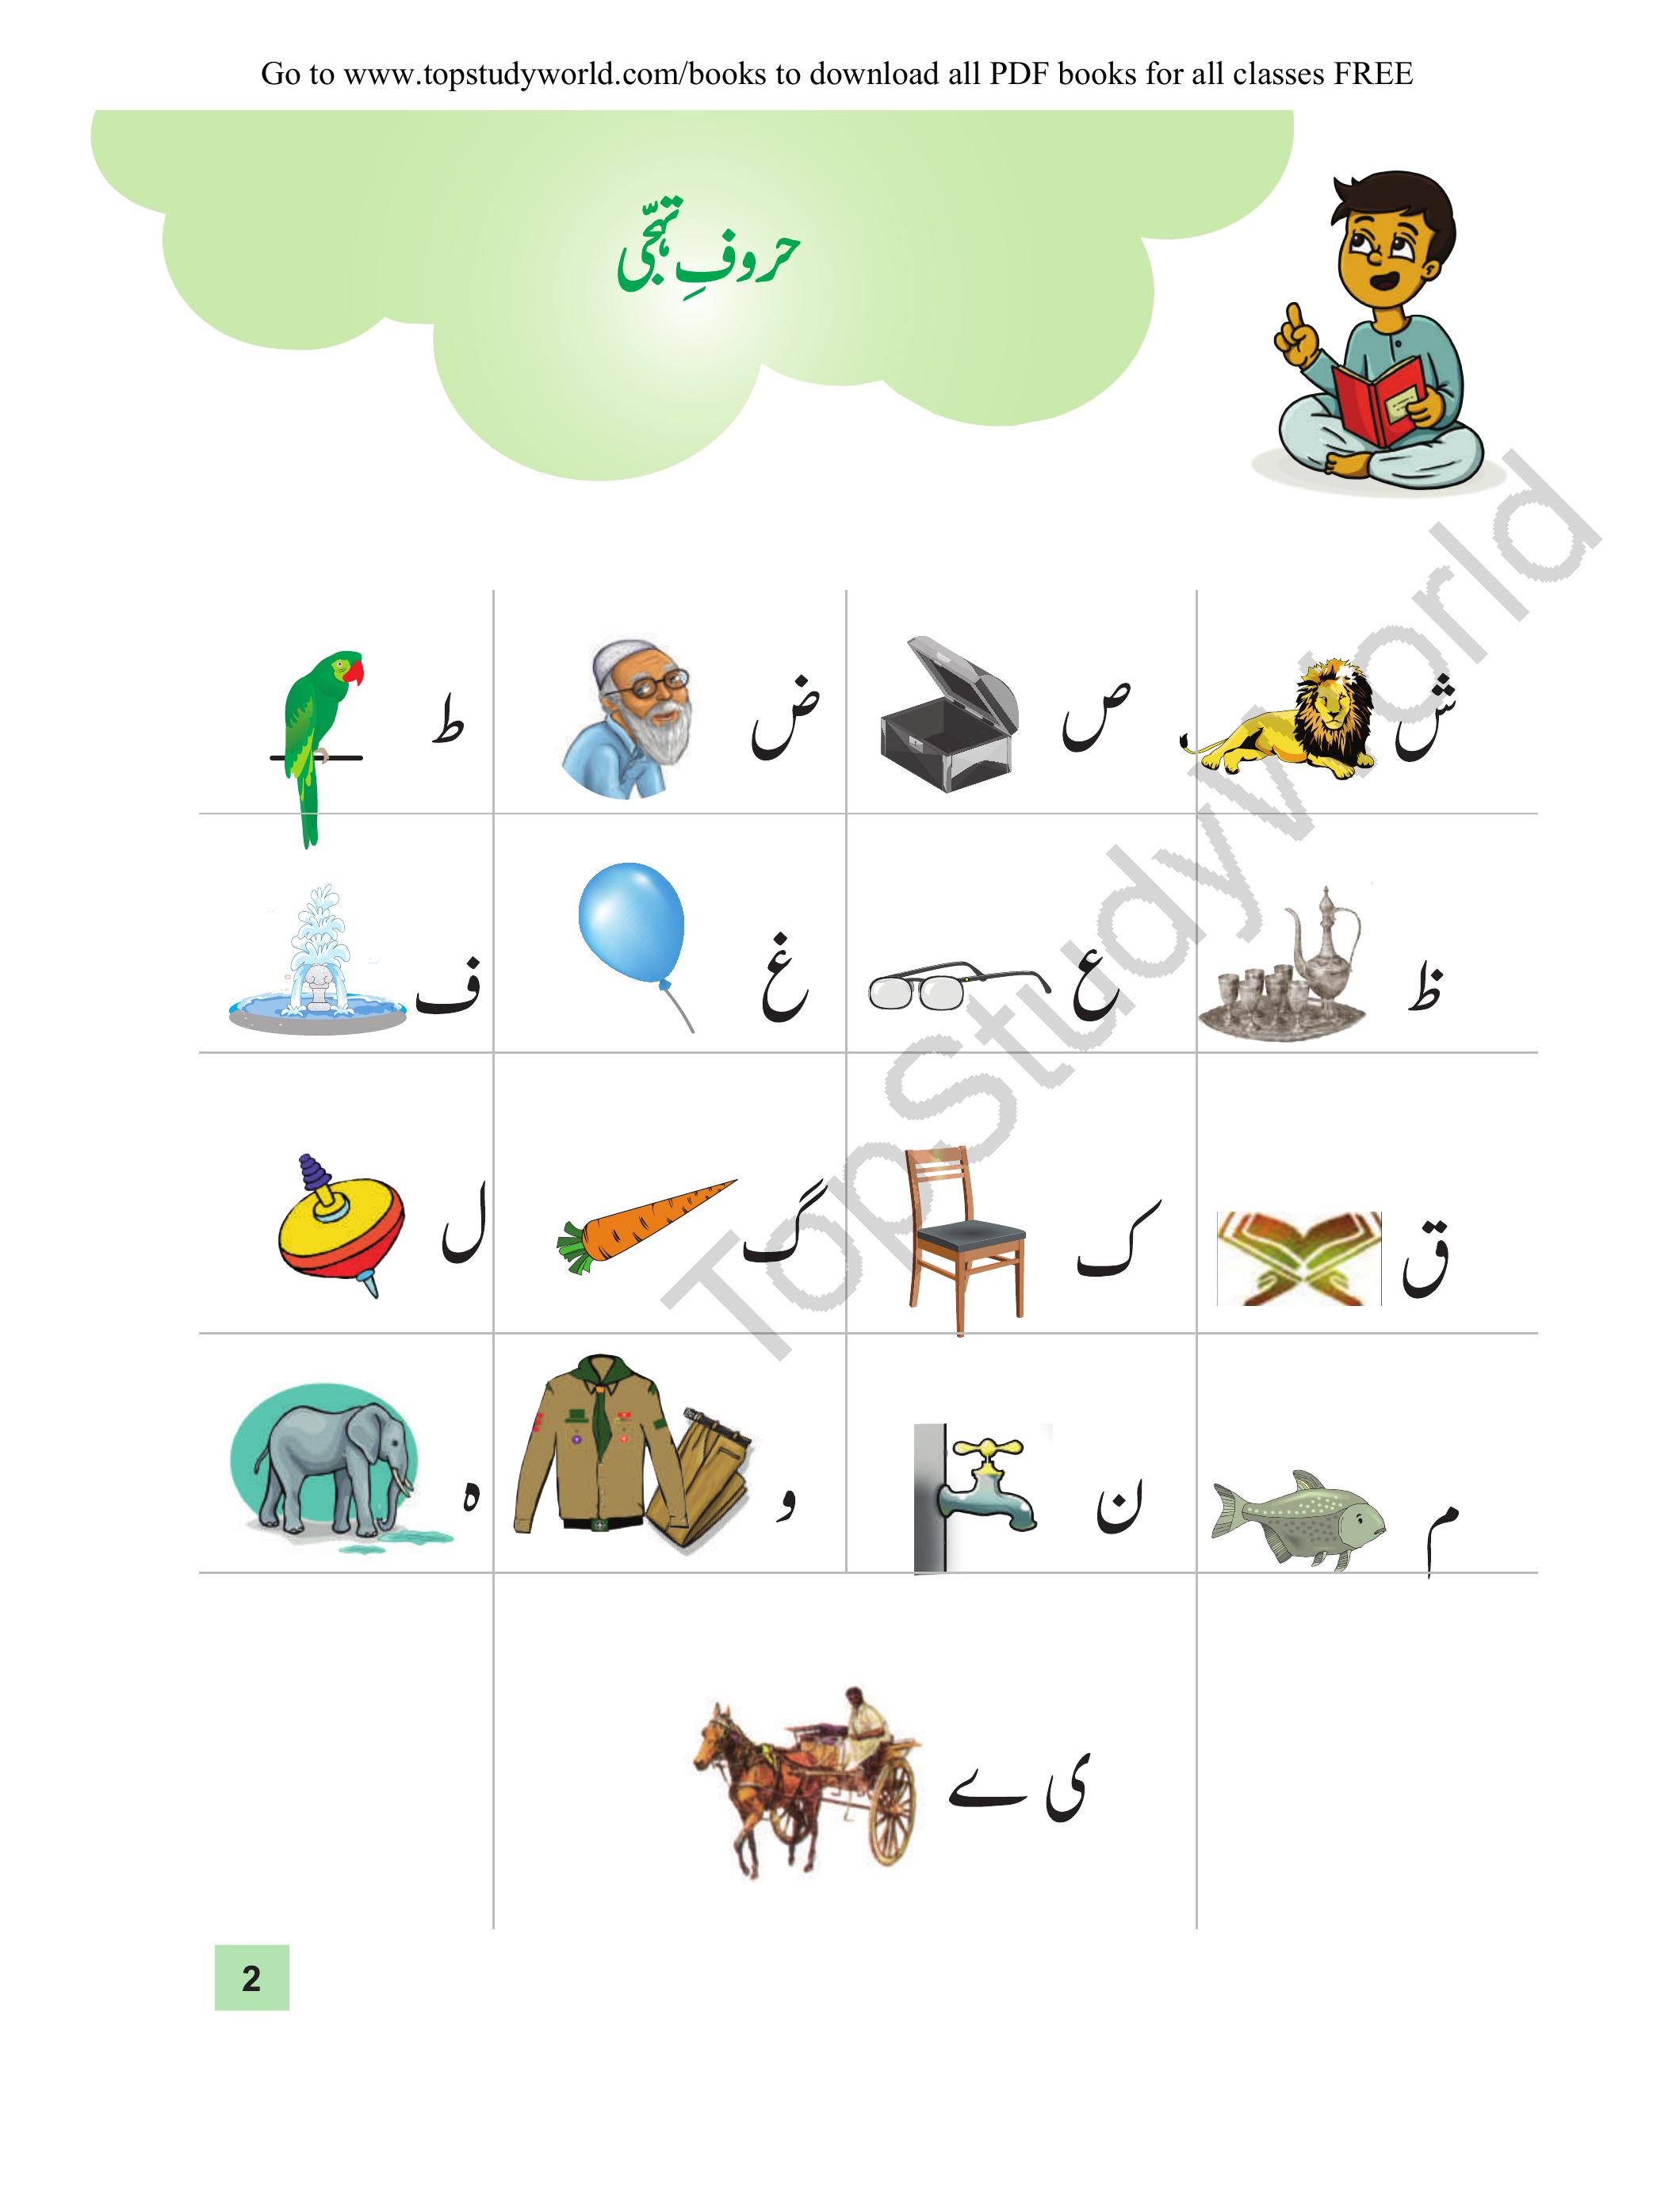 Go to www.topstudyworld.com/books to download all PDF books for all classes FREE
حروفِ تہجّی
ش ص ض ط
ظ ع غ ف
ق ک گ ل
م ن و ہ
ی ے
2
TopStudyWorld